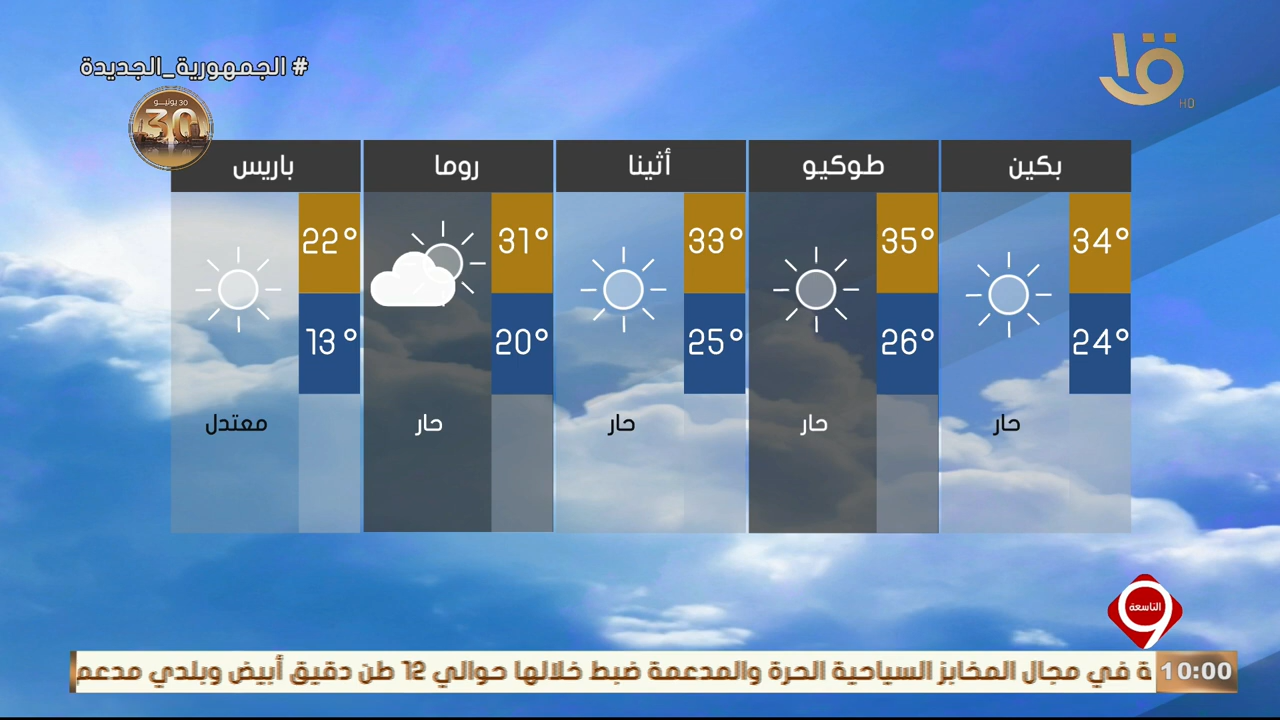 # الجمهورية_الجديدة
30 يونيـــو
30
HD
بكين
طوكيو
أثينا
روما
باريس
34°
35°
33°
31°
22°
24°
26°
25°
20°
13°
حار
حار
حار
حار
معتدل
التاسعة
9
10:00
ة في مجال المخابز السياحية الحرة والمدعمة ضبط خلالها حوالي 12 طن دقيق أبيض وبلدي مدعم